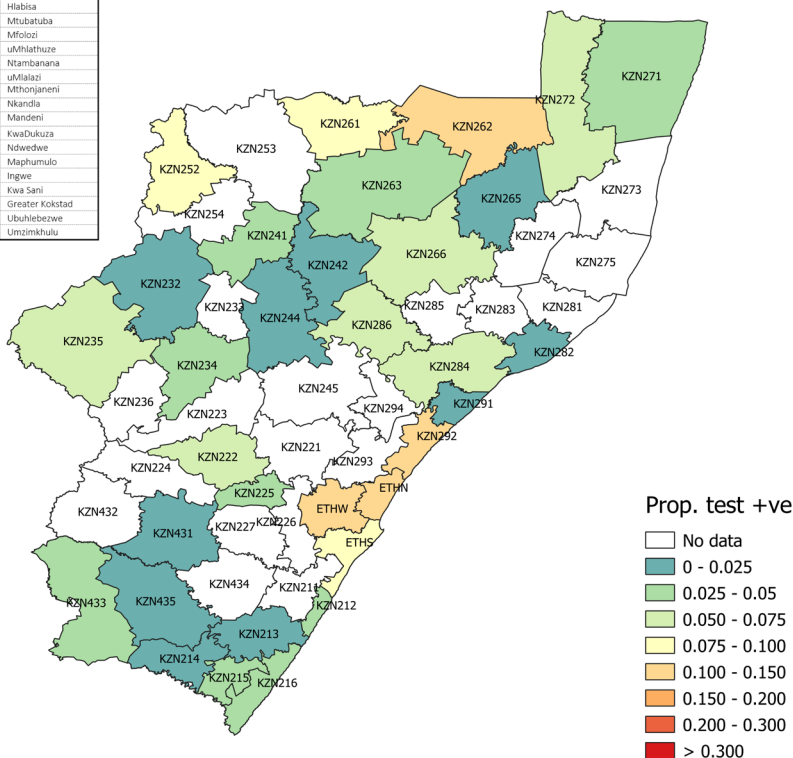 Hlabisa
Mtubatuba
Mfolozi
uMhlathuze
Ntambanana
uMlalazi
Mthonjaneni
Nkandla
Mandeni
KwaDukuza
Ndwedwe
Maphumulo
Ingwe
Kwa Sani
Greater Kokstad
Ubuhlebezwe
Umzimkhulu
KZN271
KZN272
KZN261
KZN262
KZN253
KZN252
KZN263
KZN273
KZN265
KZN254
KZN241
KZN274
KZN266
KZN275
KZN242
KZN232
KZN233
KZN285
KZN283
KZN281
KZN244
KZN286
KZN235
KZN282
KZN234
KZN284
KZN245
KZN236
KZN291
KZN294
KZN223
KZN292
KZN221
KZN222
KZN293
KZN224
ETHN
KZN225
ETHW
KZN432
KZN227
KZN226
KZN431
ETHS
KZN434
KZN211
KZN433
KZN435
KZN212
KZN213
KZN214
KZN215
KZN216
Prop. test +ve
No data
0 - 0.025
0.025 - 0.05
0.050 - 0.075
0.075 - 0.100
0.100 - 0.150
0.150 - 0.200
0.200 - 0.300
> 0.300